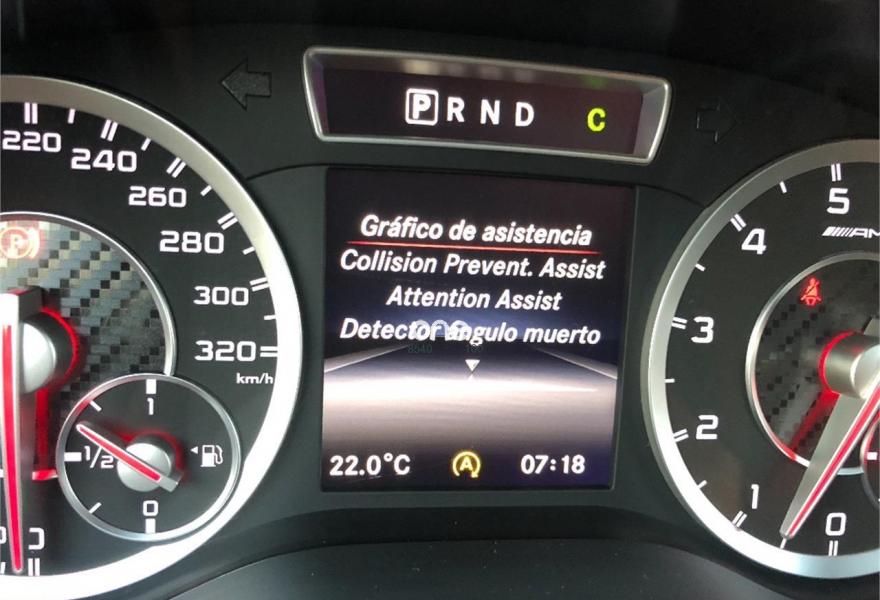 P R N D C
220
240
260
280
300
320
km/h
1
1/2
0
Gráfico de asistencia
Collision Prevent. Assist
Attention Assist
Detector ángulo muerto
22.0°C A 07:18
5
4
3
2
1
0
AM